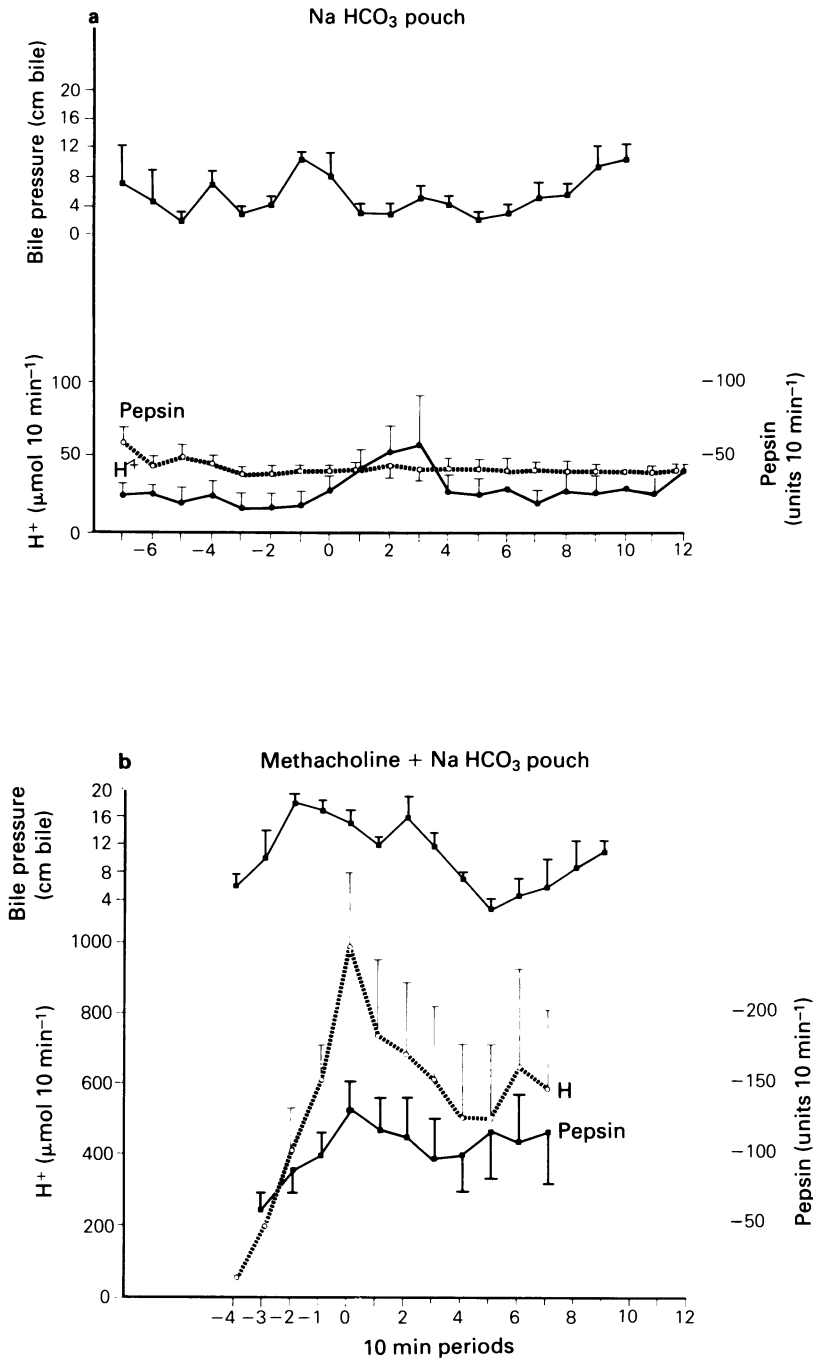 a
Na HCO₃ pouch
Bile pressure (cm bile)
20
16
12
8
4
0
H⁺ (μmol 10 min⁻¹)
100
50
0
Pepsin
H⁺
–100
–50
Pepsin
(units 10 min⁻¹)
–6 –4 –2 0 2 4 6 8 10 12
b
Methacholine + Na HCO₃ pouch
Bile pressure
(cm bile)
20
16
12
8
4
H⁺ (μmol 10 min⁻¹)
1000
800
600
400
200
0
H
Pepsin
–200
–150
–100
–50
Pepsin (units 10 min⁻¹)
–4 –3 –2 –1 0 2 4 6 8 10 12
10 min periods